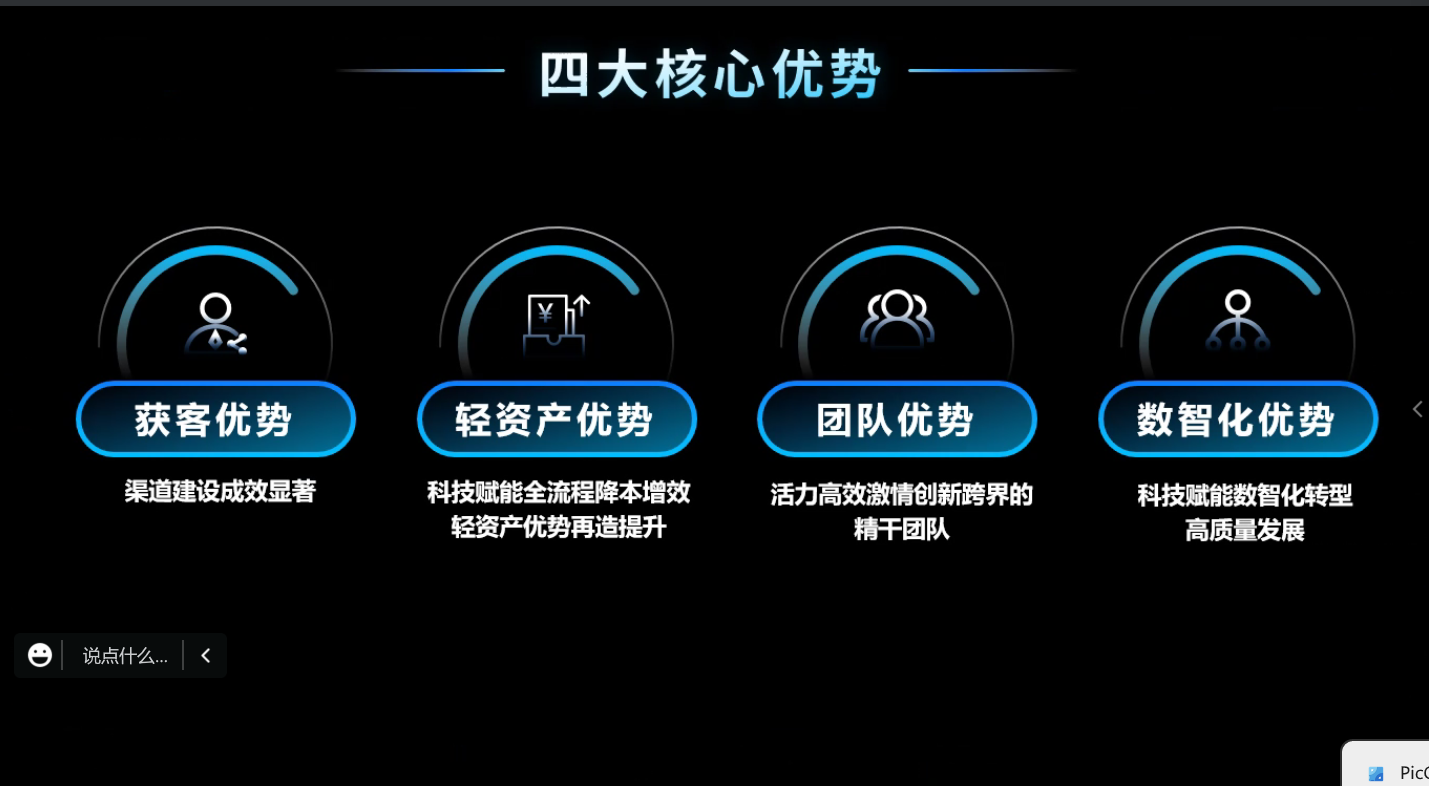 四大核心优势
¥
获客优势
轻资产优势
团队优势
数智化优势
渠道建设成效显著
科技赋能全流程降本增效
轻资产优势再造提升
活力高效激情创新跨界的
精干团队
科技赋能数智化转型
高质量发展
说点什么...